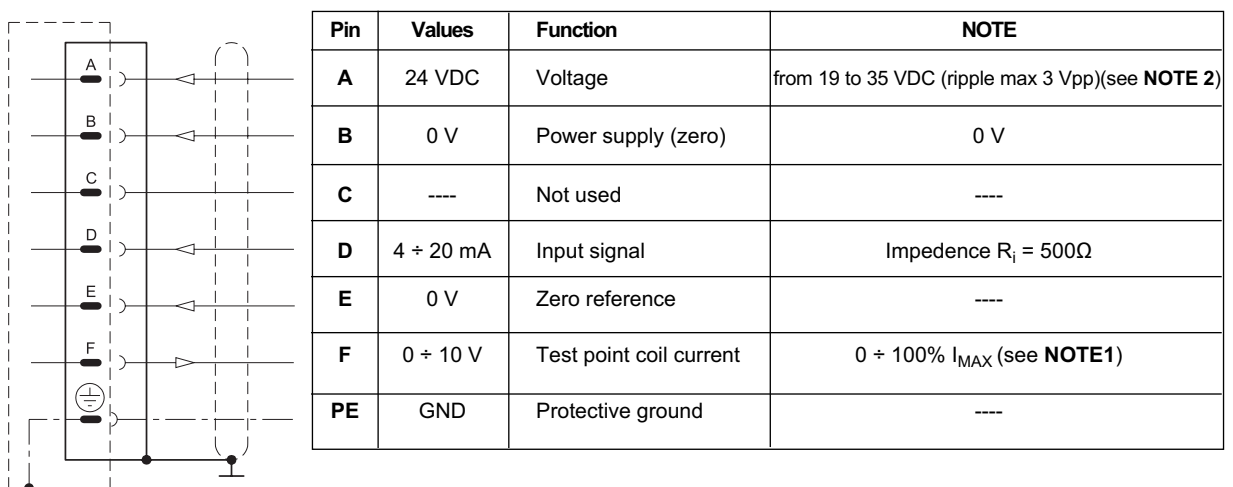 A
B
C
D
E
F
Pin Values Function NOTE
A 24 VDC Voltage from 19 to 35 VDC (ripple max 3 Vpp)(see NOTE 2)
B 0 V Power supply (zero) 0 V
C ---- Not used ----
D 4 ÷ 20 mA Input signal Impedence Ri = 500Ω
E 0 V Zero reference ----
F 0 ÷ 10 V Test point coil current 0 ÷ 100% IMAX (see NOTE1)
PE GND Protective ground ----